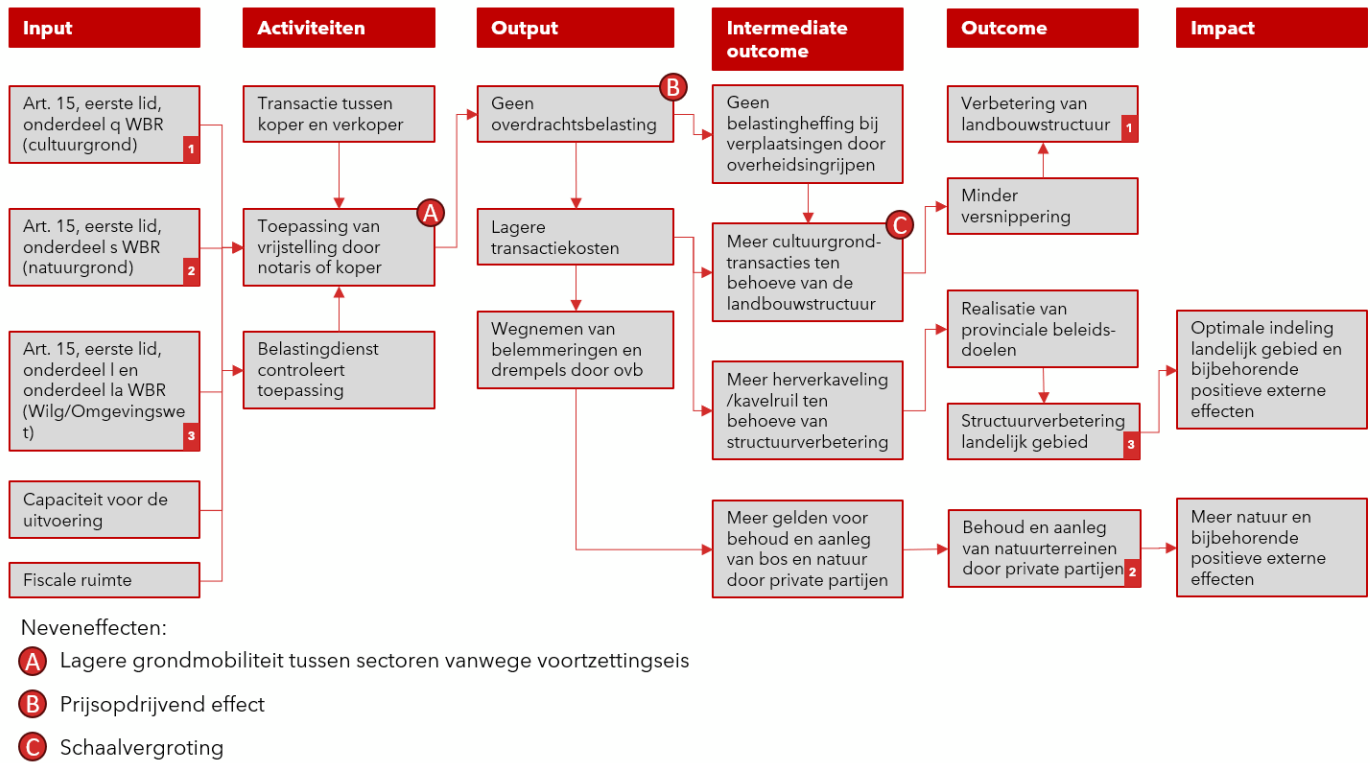 Input
Activiteiten
Output
Intermediate
outcome
Outcome
Impact
Art. 15, eerste lid,
onderdeel q WBR
(cultuurgrond)
1
Art. 15, eerste lid,
onderdeel s WBR
(natuurgrond)
2
Art. 15, eerste lid,
onderdeel l en
onderdeel la WBR
(Wilg/Omgevingswe
t)
3
Capaciteit voor de
uitvoering
Fiscale ruimte
Transactie tussen
koper en verkoper
Toepassing van
vrijstelling door
notaris of koper
A
Belastingdienst
controleert
toepassing
Geen
overdrachtsbelasting
B
Lagere
transactiekosten
Wegnemen van
belemmeringen en
drempels door ovb
Geen
belastingheffing bij
verplaatsingen door
overheidsingrijpen
Meer cultuurgrond-
transacties ten
behoeve van de
landbouwstructuur
C
Meer herverkaveling
/kavelruil ten
behoeve van
structuurverbetering
Meer gelden voor
behoud en aanleg
van bos en natuur
door private partijen
Verbetering van
landbouwstructuur
1
Minder
versnippering
Realisatie van
provinciale beleids-
doelen
Structuurverbetering
landelijk gebied
3
Behoud en aanleg
van natuurterreinen
door private partijen
2
Optimale indeling
landelijk gebied en
bijbehorende
positieve externe
effecten
Meer natuur en
bijbehorende
positieve externe
effecten
Neveneffecten:
A Lagere grondmobiliteit tussen sectoren vanwege voortzettingseis
B Prijsopdrijvend effect
C Schaalvergroting